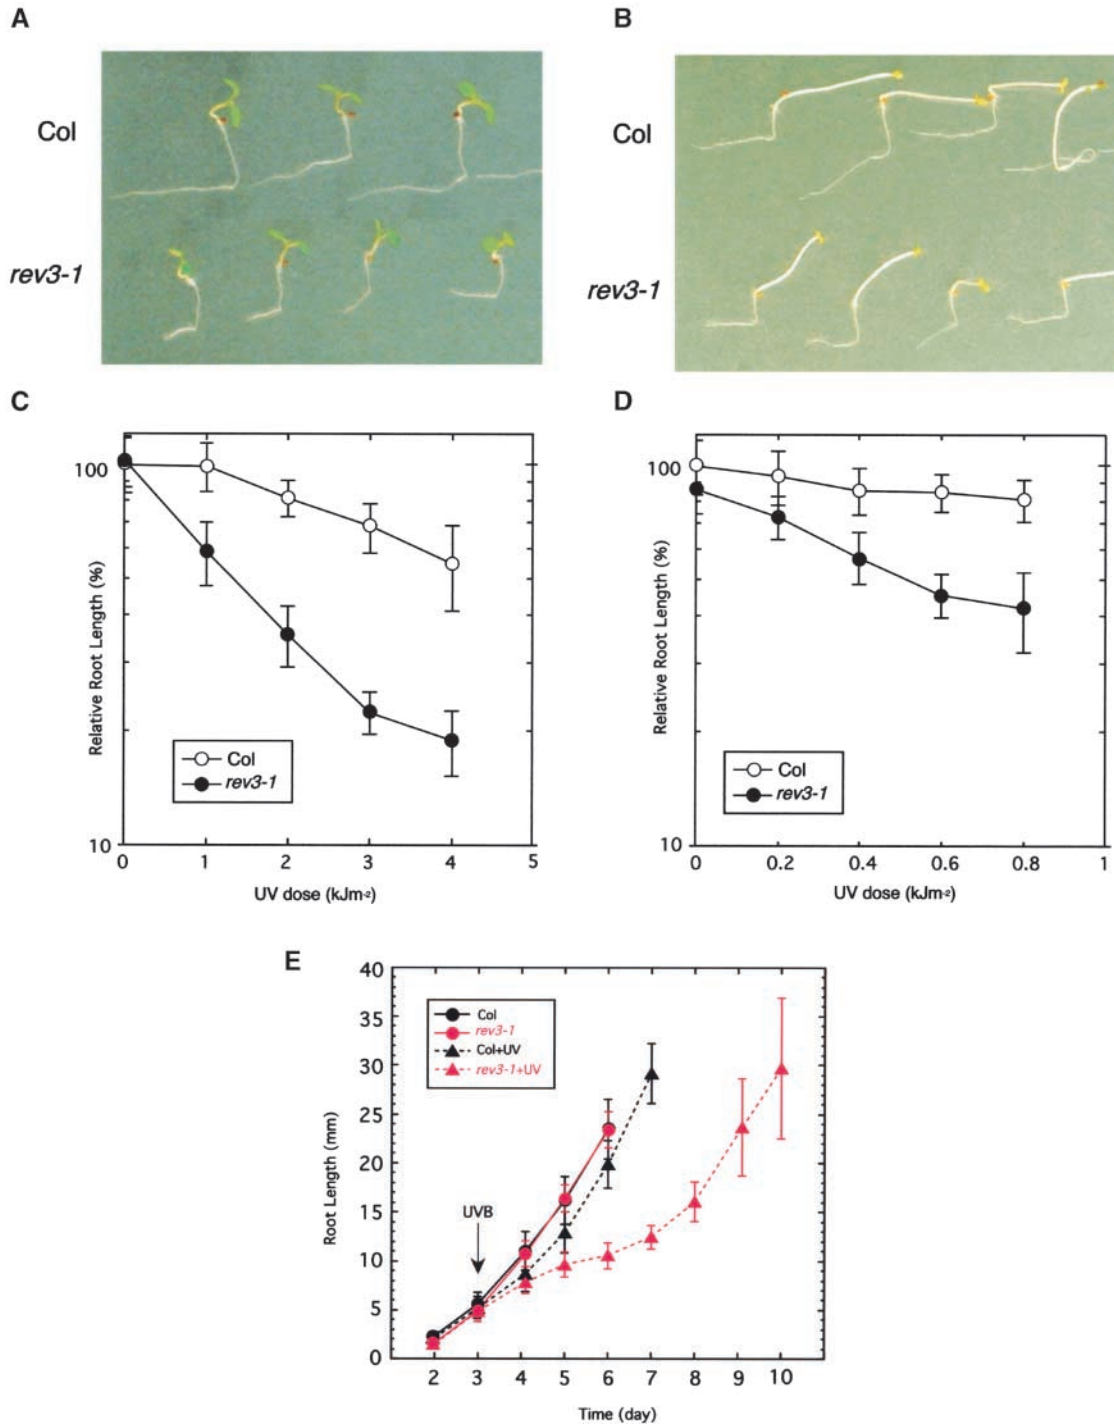 A
B
Col
rev3-1
Col
rev3-1
C
D
100
10
Relative Root Length (%)
0 1 2 3 4 5
UV dose (kJm-2)
Col
rev3-1
100
10
Relative Root Length (%)
0 0.2 0.4 0.6 0.8 1
UV dose (kJm-2)
Col
rev3-1
E
40
35
30
25
20
15
10
5
0
Root Length (mm)
Col
rev3-1
Col+UV
rev3-1+UV
UVB
2 3 4 5 6 7 8 9 10
Time (day)